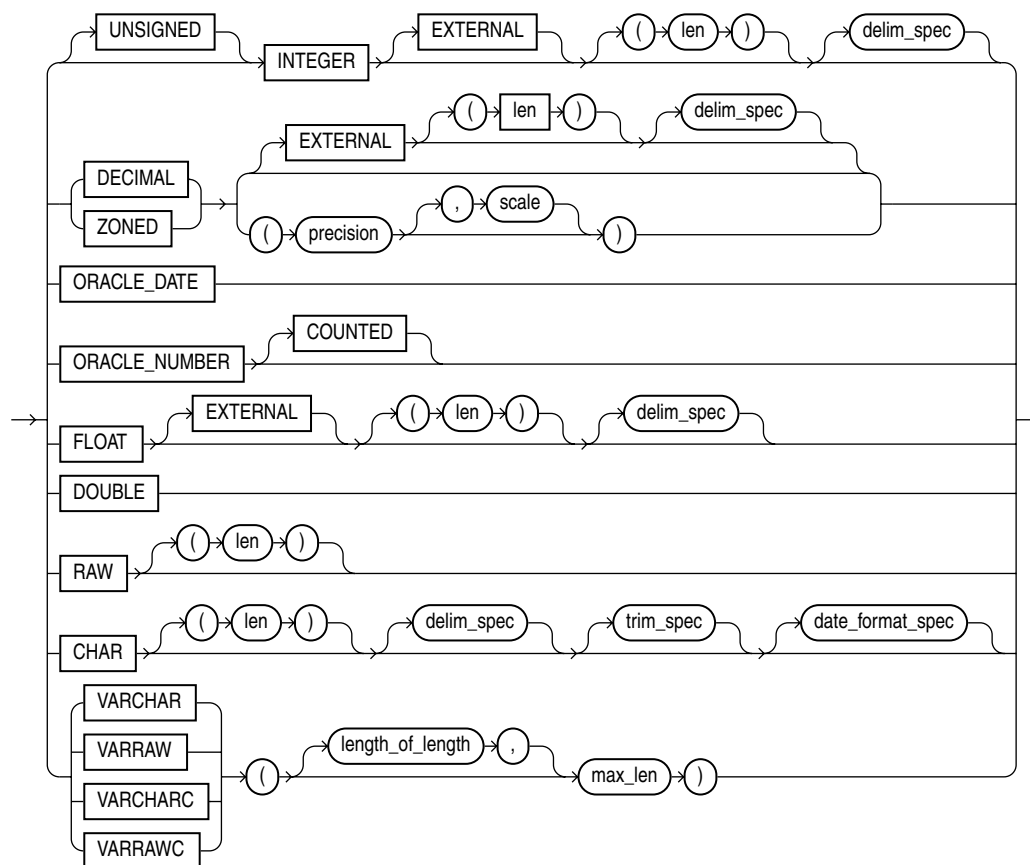 UNSIGNED INTEGER EXTERNAL ( len ) delim_spec
EXTERNAL ( len ) delim_spec
DECIMAL
ZONED
( precision , scale )
ORACLE_DATE
ORACLE_NUMBER COUNTED
FLOAT EXTERNAL ( len ) delim_spec
DOUBLE
RAW ( len )
CHAR ( len ) delim_spec trim_spec date_format_spec
VARCHAR
VARRAW
VARCHARC
VARRAWC
( length_of_length , max_len )